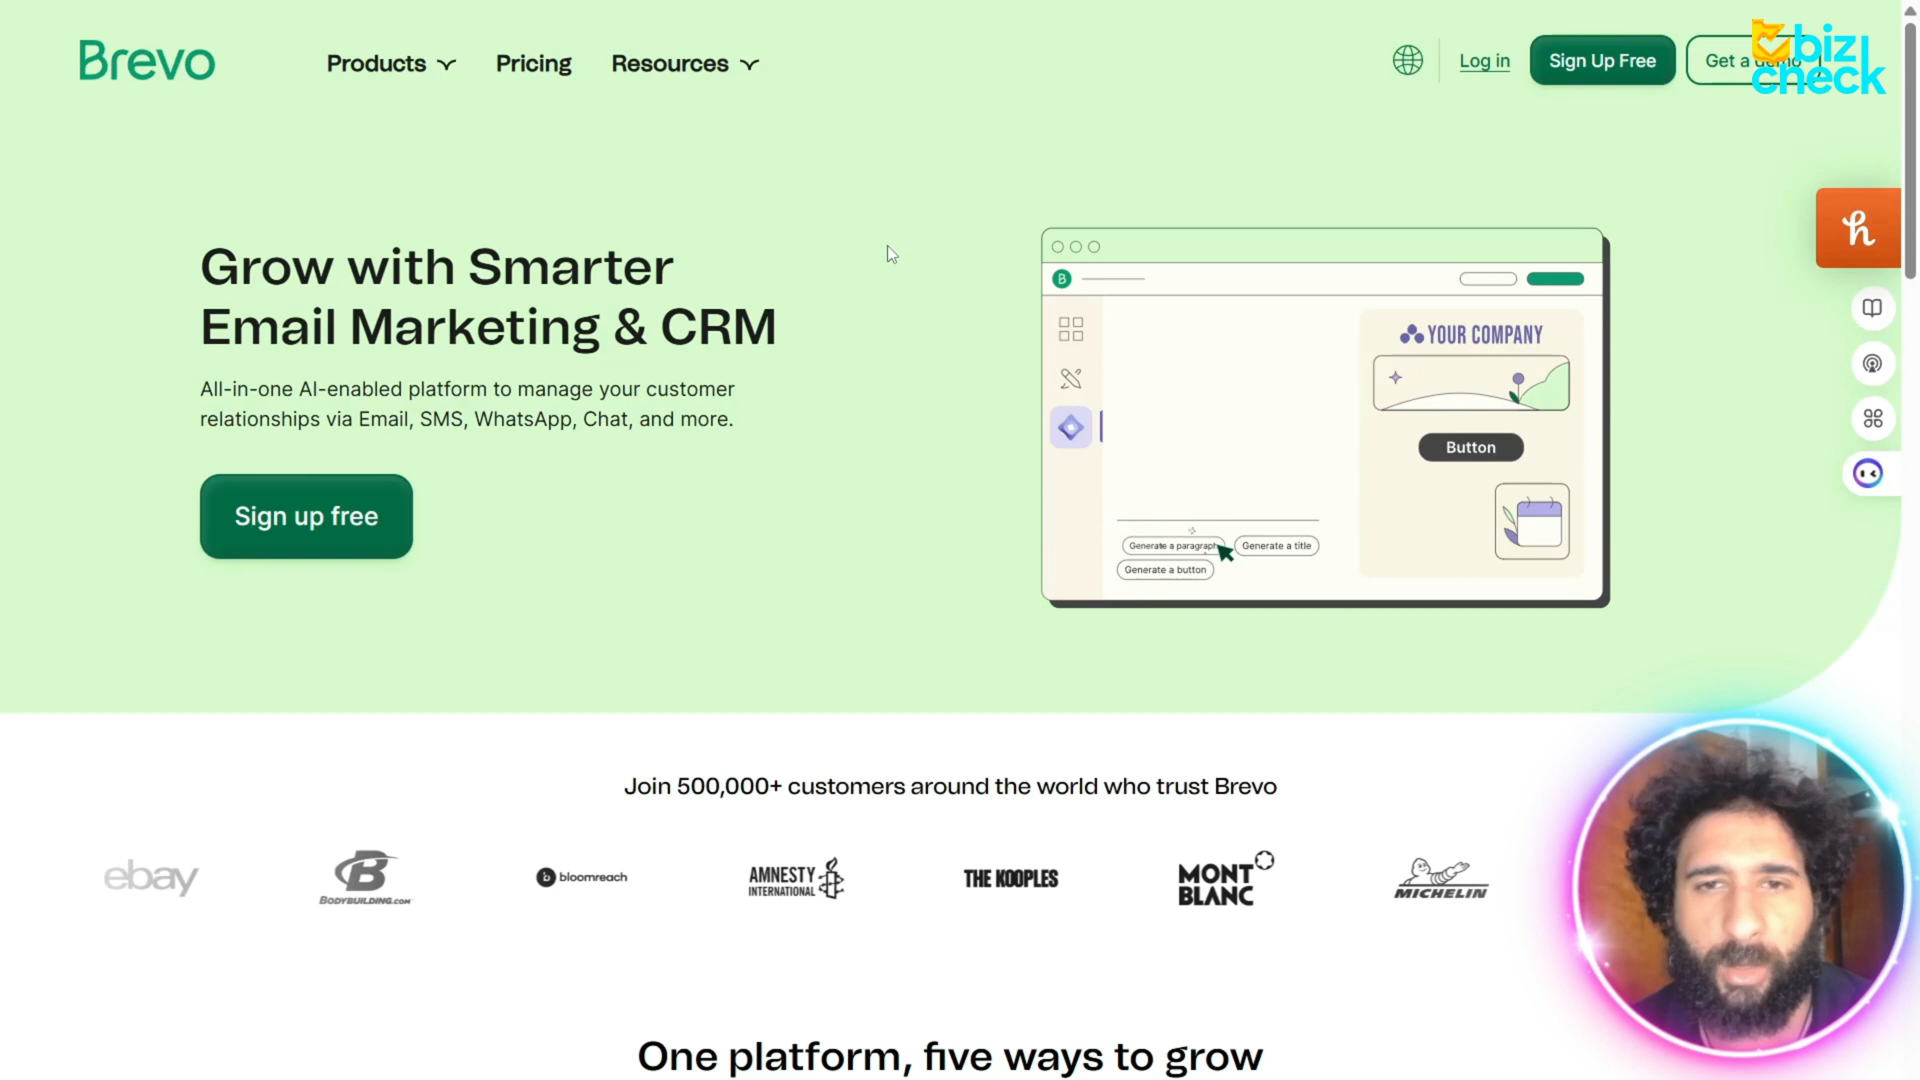 Brevo
Products
Pricing
Resources
Log in
Sign Up Free
Get a demo
biz
check
Grow with Smarter
Email Marketing & CRM
All-in-one AI-enabled platform to manage your customer
relationships via Email, SMS, WhatsApp, Chat, and more.
Sign up free
B
YOUR COMPANY
Button
Generate a paragraph
Generate a title
Generate a button
h
Join 500,000+ customers around the world who trust Brevo
ebay
B
BODYBUILDING.COM
b bloomreach
AMNESTY
INTERNATIONAL
THE KOOPLES
MONT
BLANC
MICHELIN
One platform, five ways to grow